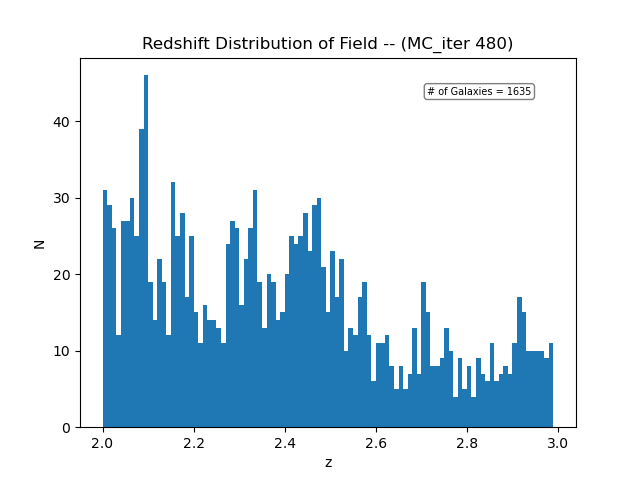 Redshift Distribution of Field -- (MC_iter 480)
# of Galaxies = 1635
N
40
30
20
10
0
2.0 2.2 2.4 2.6 2.8 3.0
z